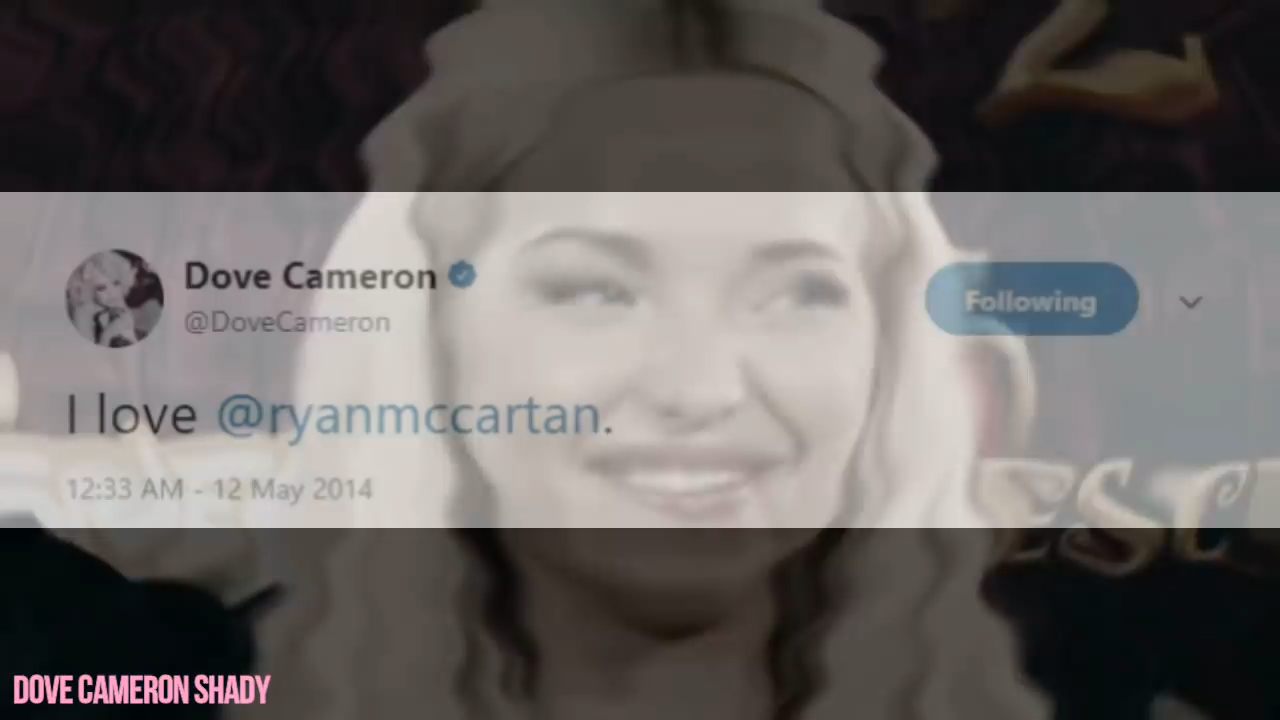 Dove Cameron
@DoveCameron
Following
I love @ryanmccartan.
12:33 AM - 12 May 2014
DOVE CAMERON SHADY